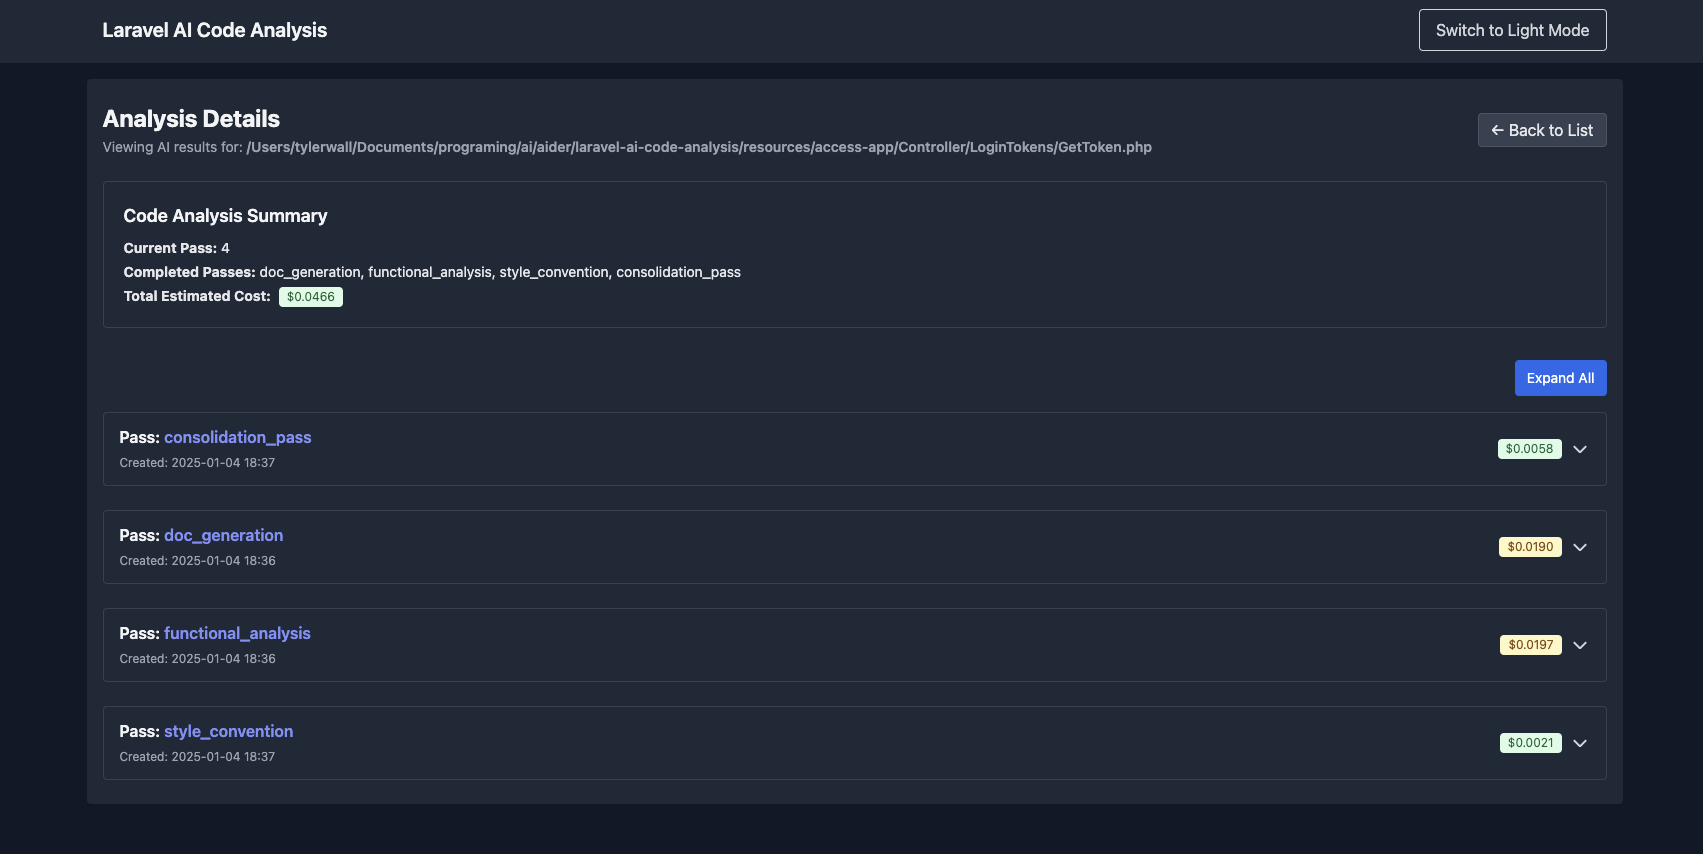 Laravel AI Code Analysis
Switch to Light Mode
Analysis Details
← Back to List
Viewing AI results for: /Users/tylerwall/Documents/programing/ai/aider/laravel-ai-code-analysis/resources/access-app/Controller/LoginTokens/GetToken.php
Code Analysis Summary
Current Pass: 4
Completed Passes: doc_generation, functional_analysis, style_convention, consolidation_pass
Total Estimated Cost: $0.0466
Expand All
Pass: consolidation_pass
$0.0058
Created: 2025-01-04 18:37
Pass: doc_generation
$0.0190
Created: 2025-01-04 18:36
Pass: functional_analysis
$0.0197
Created: 2025-01-04 18:36
Pass: style_convention
$0.0021
Created: 2025-01-04 18:37